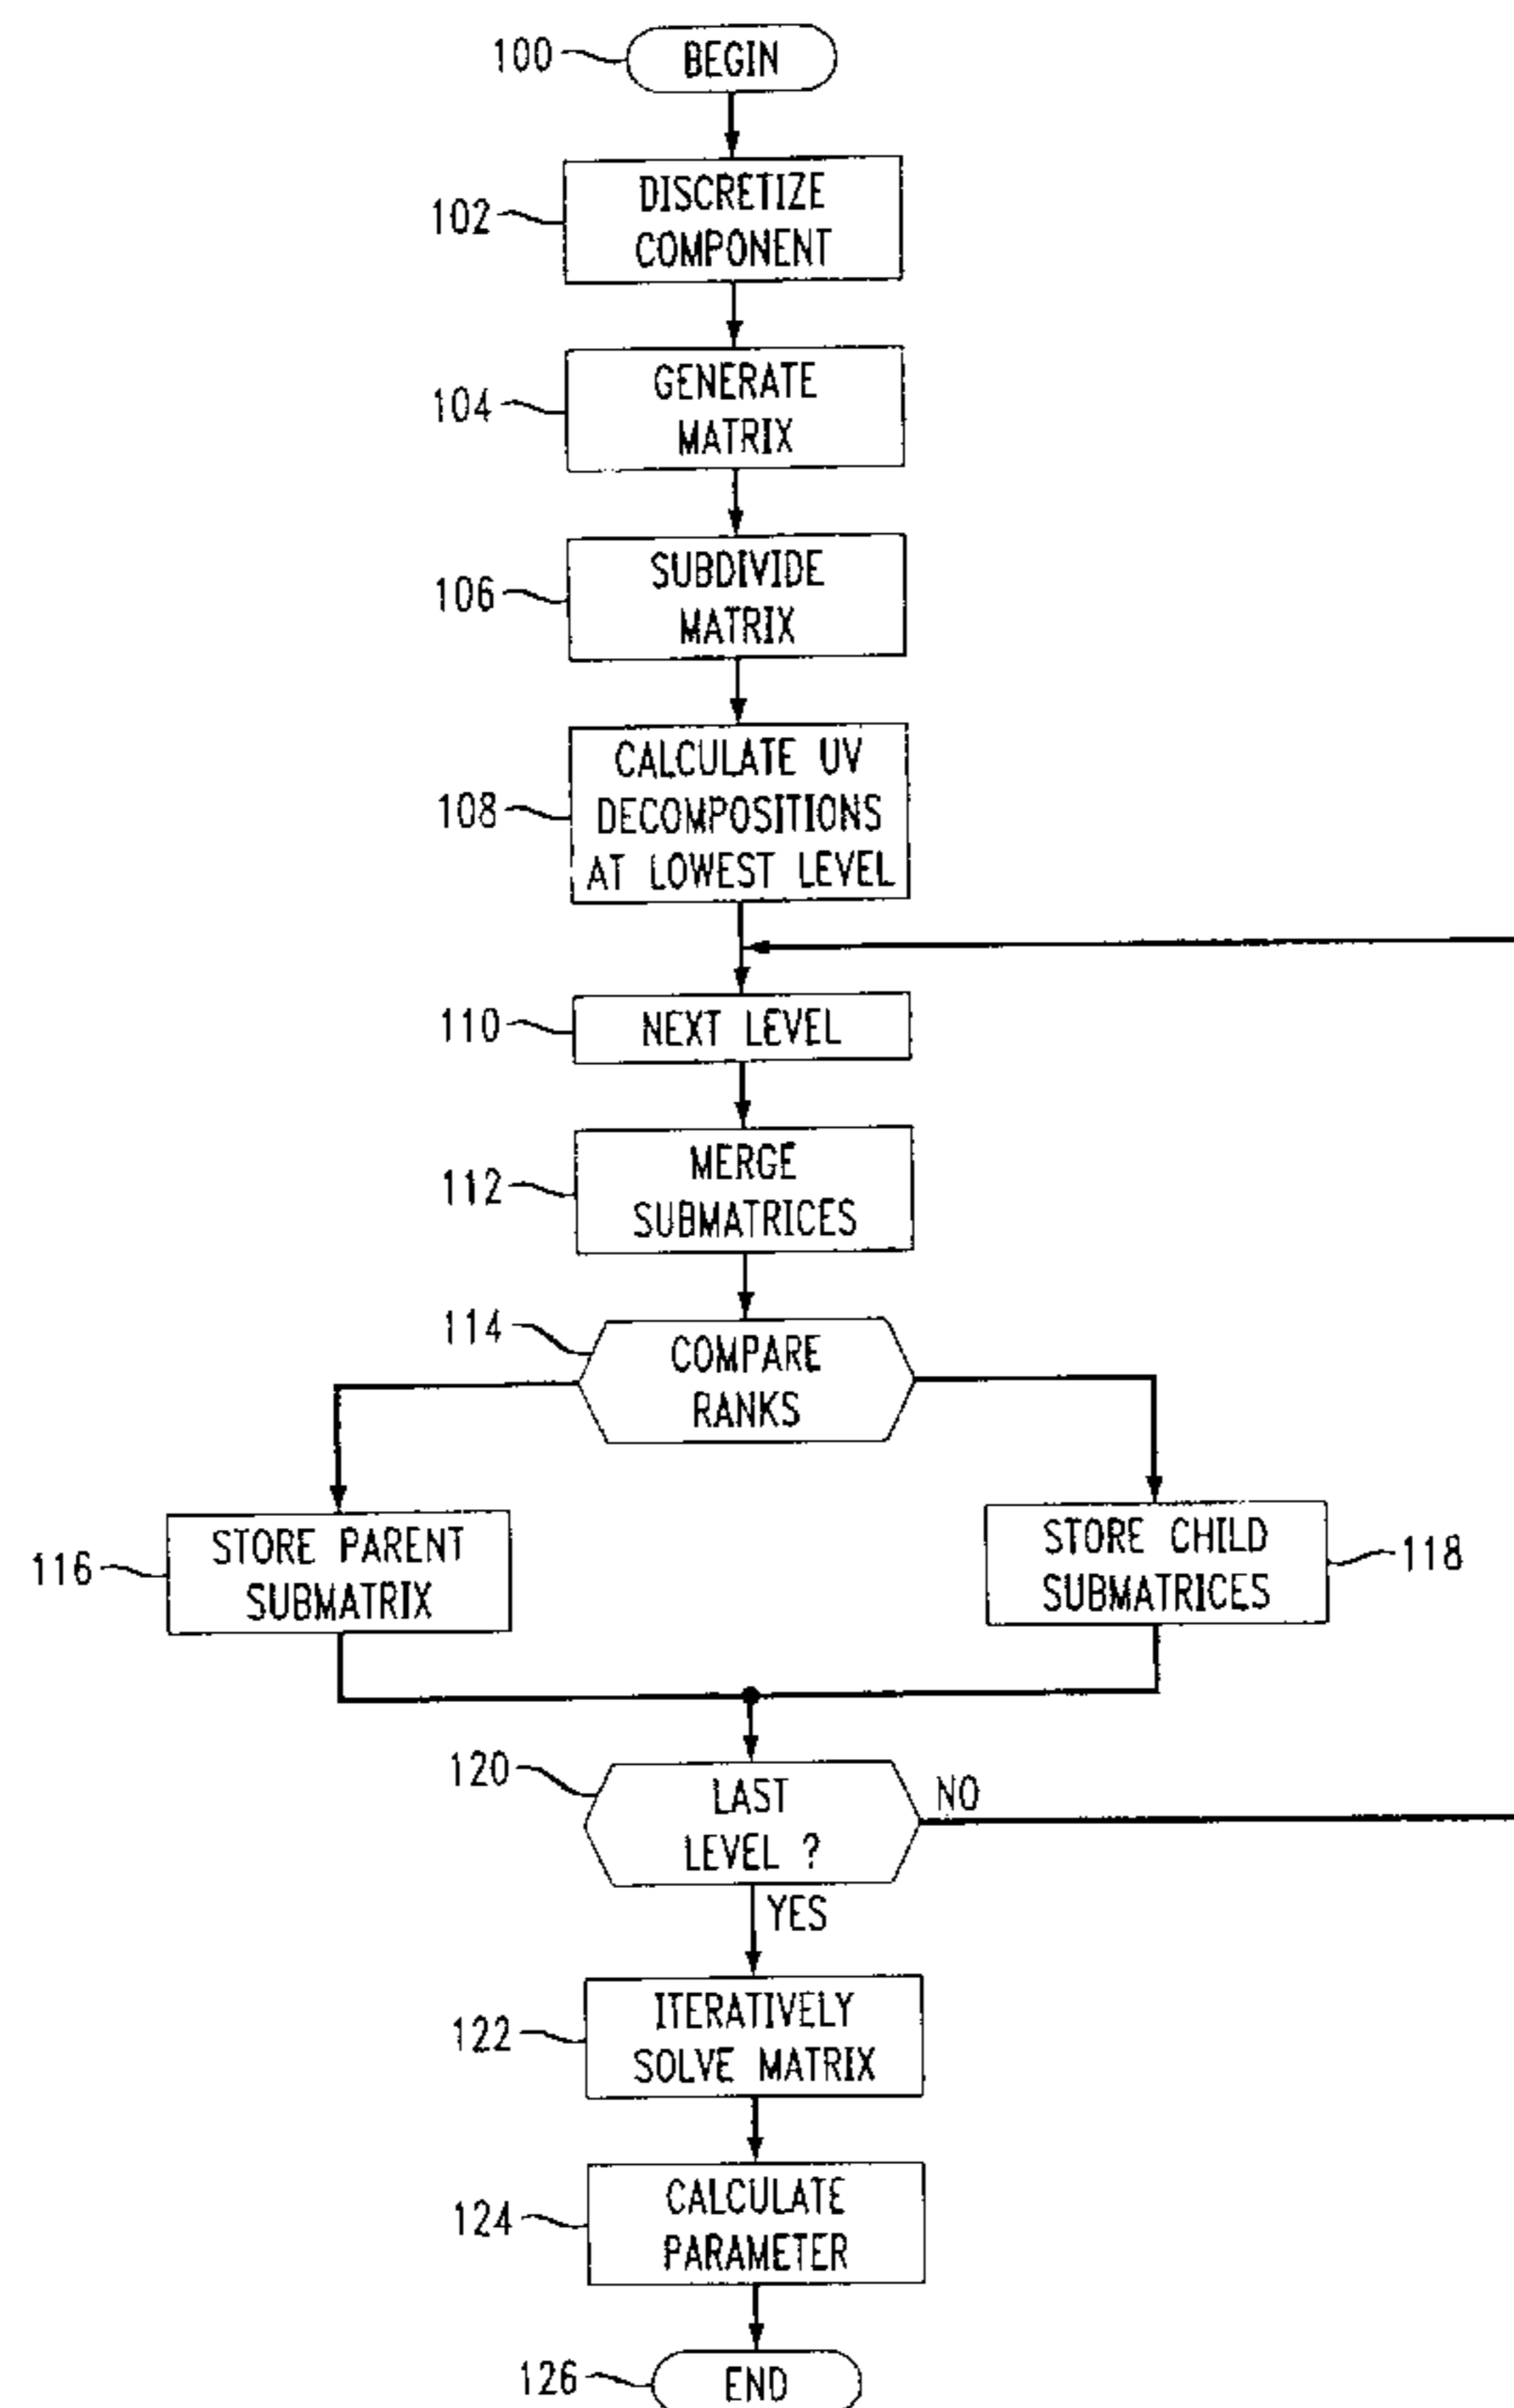 100
BEGIN
102
DISCRETIZE
COMPONENT
104
GENERATE
MATRIX
106
SUBDIVIDE
MATRIX
108
CALCULATE UV
DECOMPOSITIONS
AT LOWEST LEVEL
110
NEXT LEVEL
112
MERGE
SUBMATRICES
114
COMPARE
RANKS
116
STORE PARENT
SUBMATRIX
STORE CHILD
SUBMATRICES
118
120
LAST
LEVEL ?
NO
YES
122
ITERATIVELY
SOLVE MATRIX
124
CALCULATE
PARAMETER
126
END